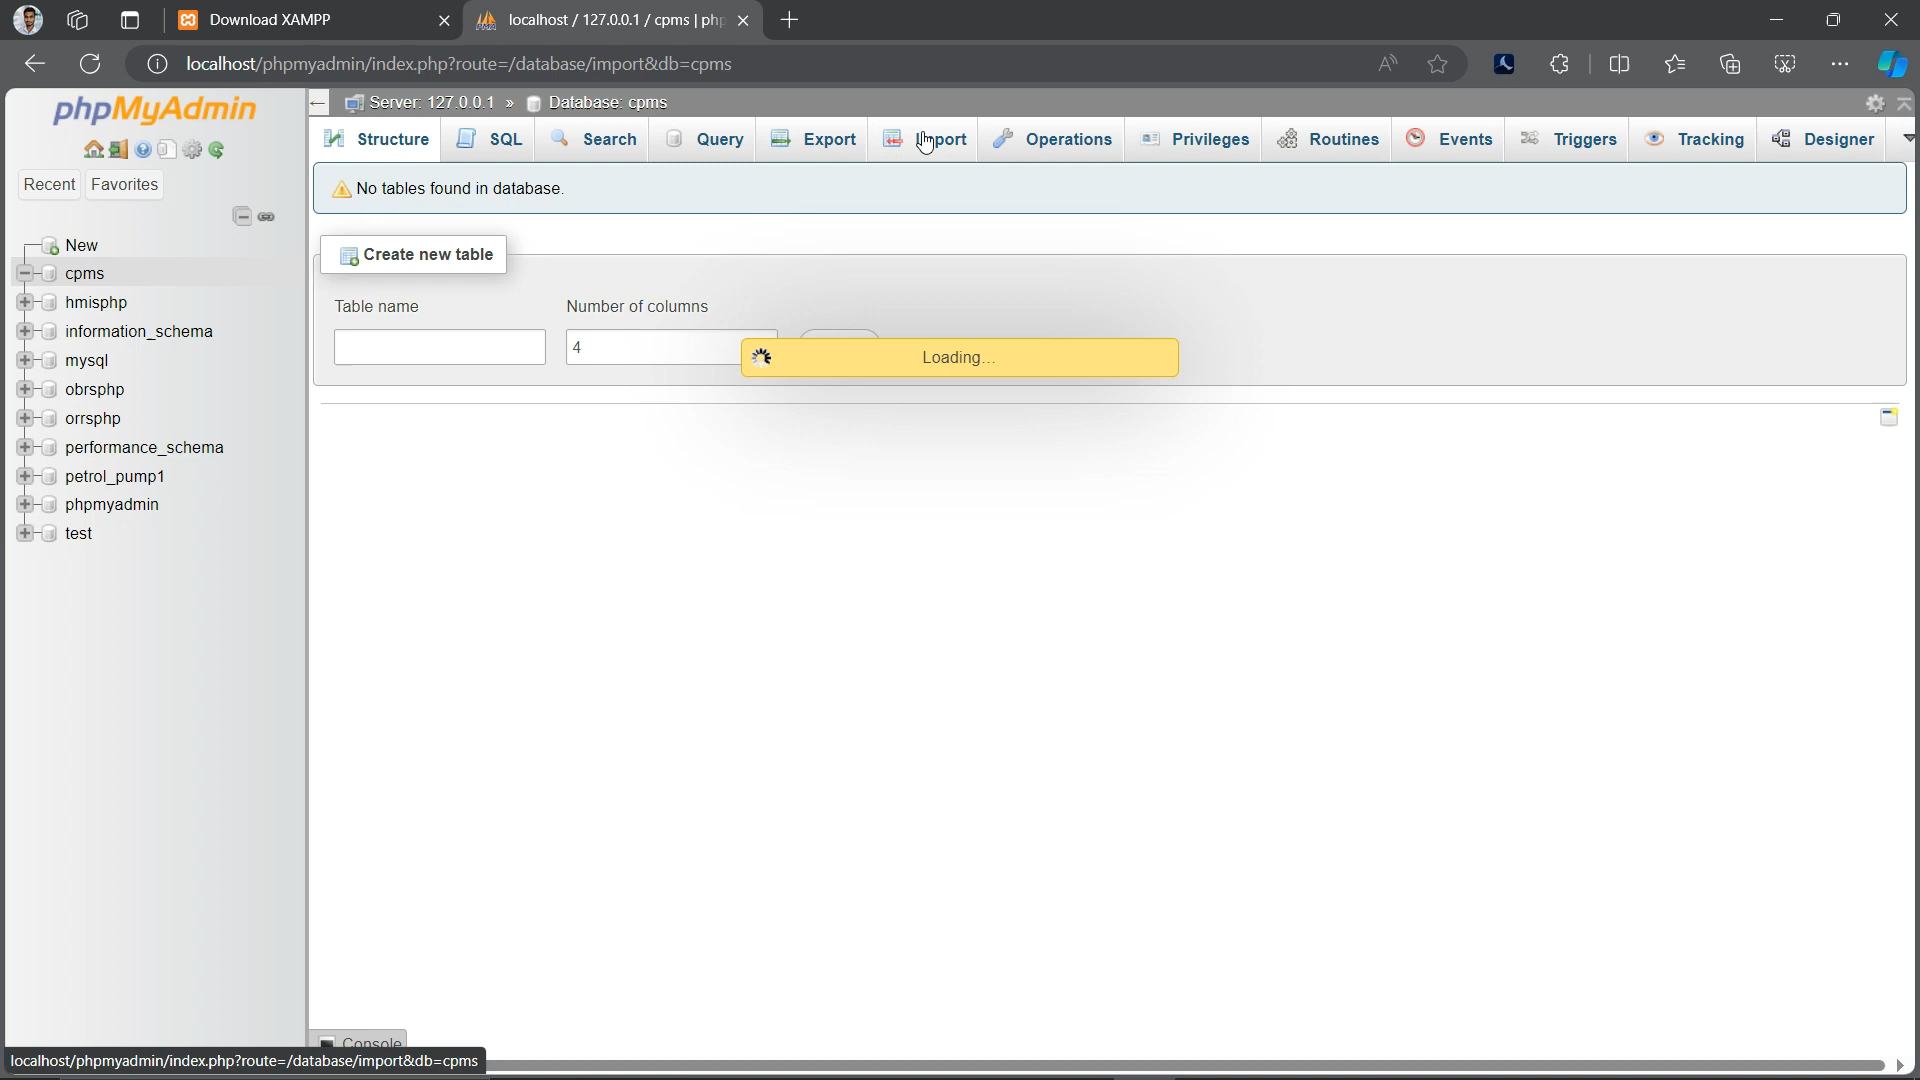 Download XAMPP
localhost / 127.0.0.1 / cpms | php
localhost/phpmyadmin/index.php?route=/database/import&db=cpms
phpMyAdmin
Recent
Favorites
New
cpms
hmisphp
information_schema
mysql
obrsphp
orrsphp
performance_schema
petrol_pump1
phpmyadmin
test
Server: 127.0.0.1 » Database: cpms
Structure
SQL
Search
Query
Export
Import
Operations
Privileges
Routines
Events
Triggers
Tracking
Designer
No tables found in database.
Create new table
Table name
Number of columns
4
Loading…
Console
localhost/phpmyadmin/index.php?route=/database/import&db=cpms